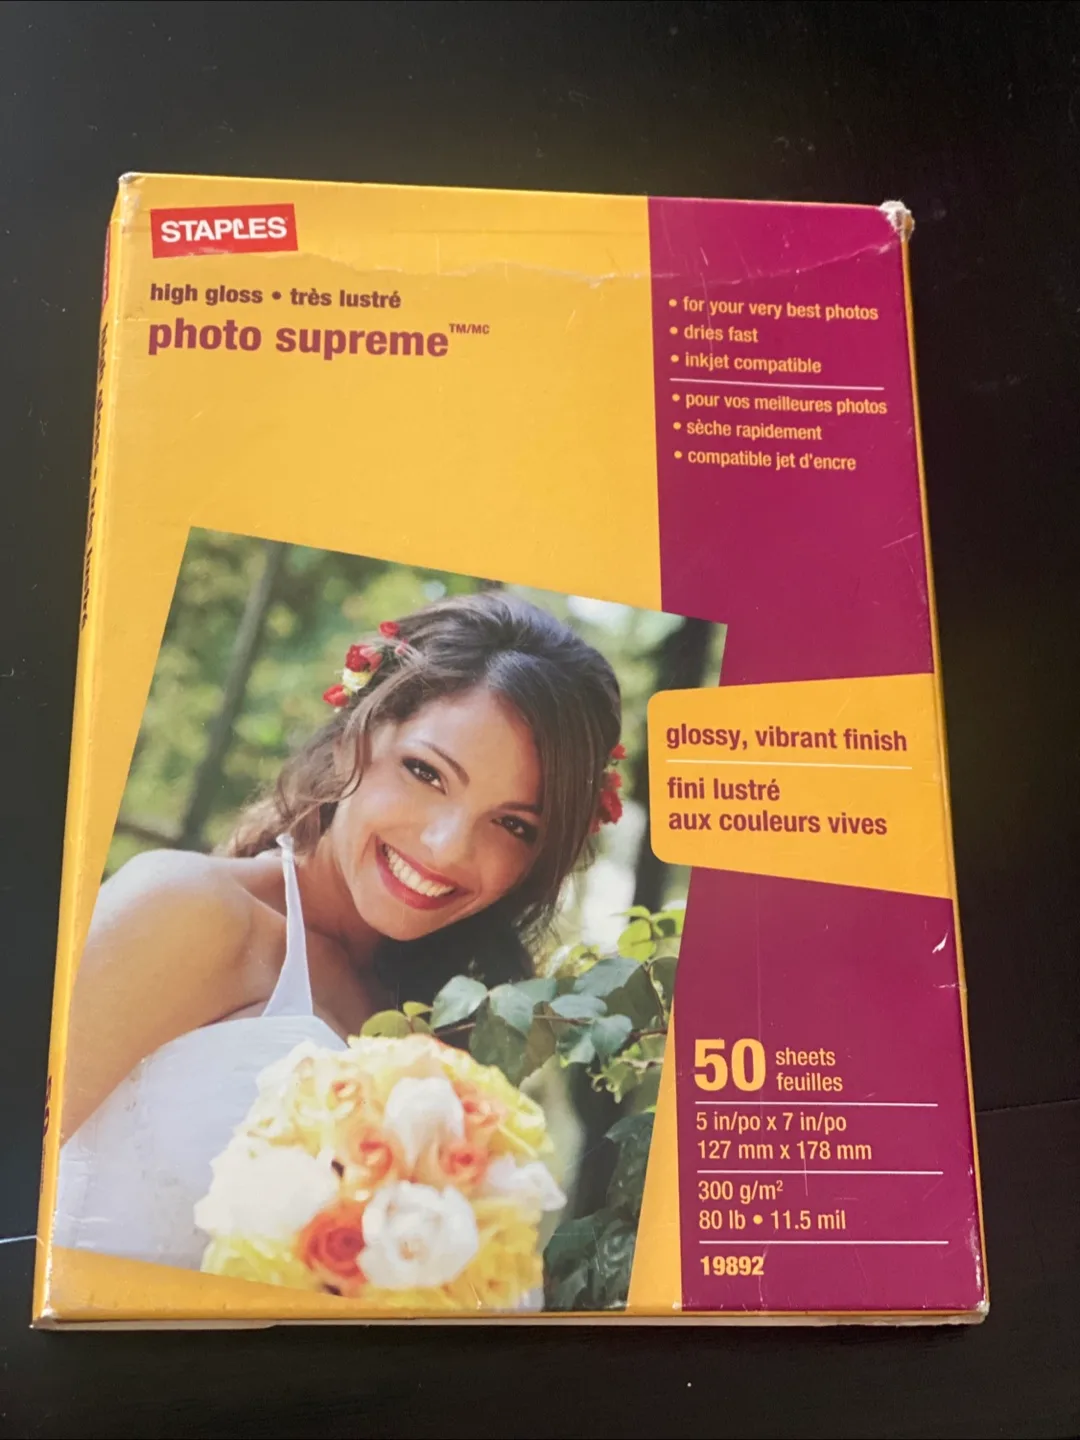 STAPLES
high gloss • très lustré
photo supreme™/MC
• for your very best photos
• dries fast
• inkjet compatible
• pour vos meilleures photos
• sèche rapidement
• compatible jet d'encre
glossy, vibrant finish
fini lustré
aux couleurs vives
50 sheets
feuilles
5 in/po x 7 in/po
127 mm x 178 mm
300 g/m²
80 lb • 11.5 mil
19892